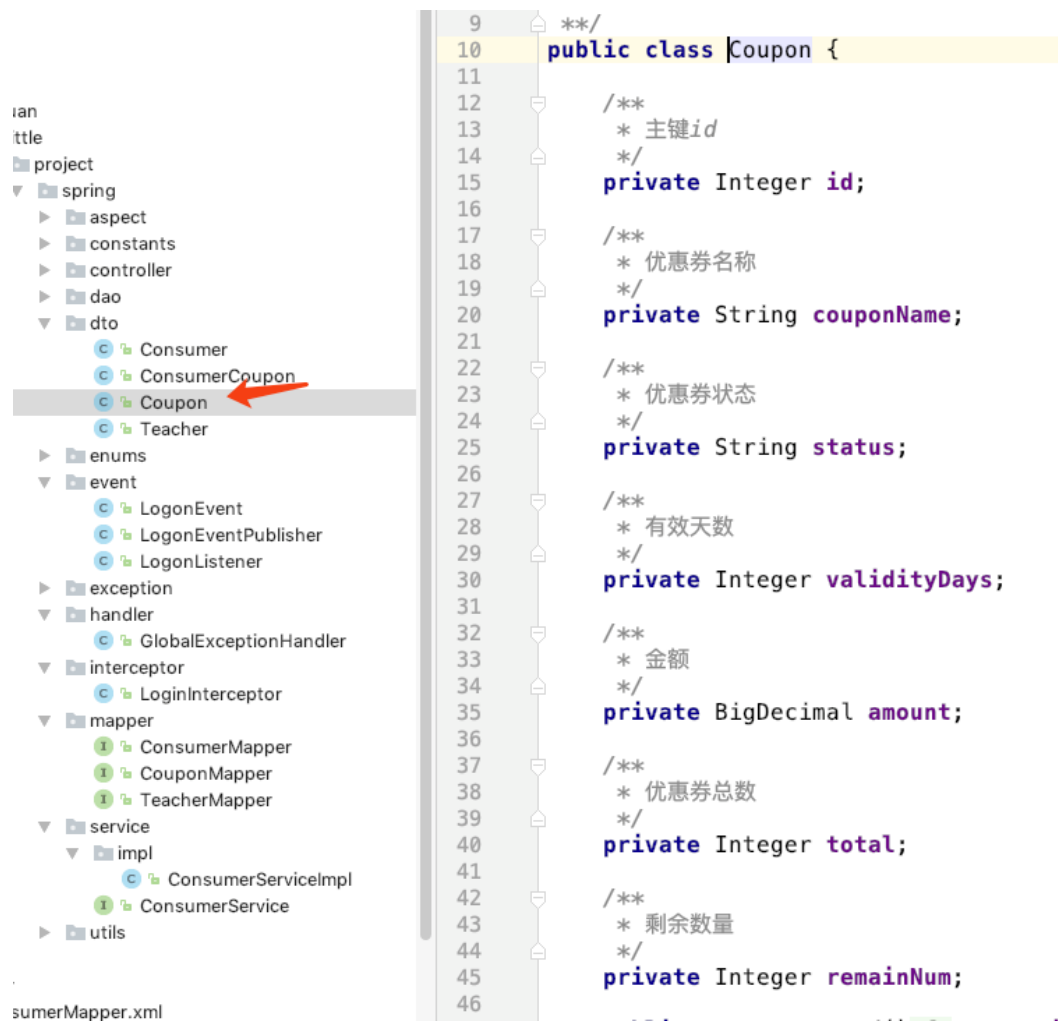 project
spring
aspect
constants
controller
dao
dto
Consumer
ConsumerCoupon
Coupon
Teacher
enums
event
LogonEvent
LogonEventPublisher
LogonListener
exception
handler
GlobalExceptionHandler
interceptor
LoginInterceptor
mapper
ConsumerMapper
CouponMapper
TeacherMapper
service
impl
ConsumerServiceImpl
ConsumerService
utils
sumerMapper.xml
9 **/
10 public class Coupon {
11
12 /**
13 * 主键id
14 */
15 private Integer id;
16
17 /**
18 * 优惠券名称
19 */
20 private String couponName;
21
22 /**
23 * 优惠券状态
24 */
25 private String status;
26
27 /**
28 * 有效天数
29 */
30 private Integer validityDays;
31
32 /**
33 * 金额
34 */
35 private BigDecimal amount;
36
37 /**
38 * 优惠券总数
39 */
40 private Integer total;
41
42 /**
43 * 剩余数量
44 */
45 private Integer remainNum;
46